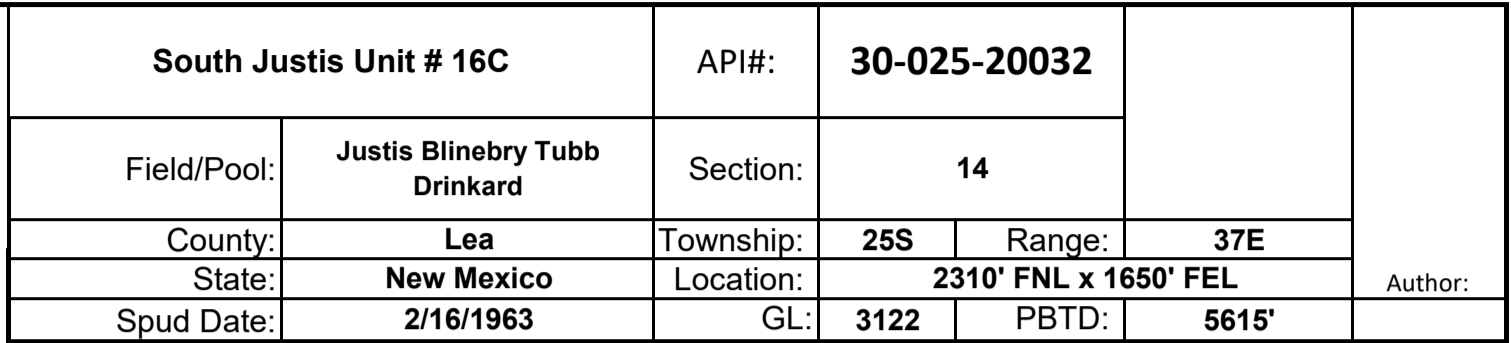 South Justis Unit # 16C API#: 30-025-20032
Field/Pool: Justis Blinebry Tubb
Drinkard Section: 14
County: Lea Township: 25S Range: 37E
State: New Mexico Location: 2310' FNL x 1650' FEL Author:
Spud Date: 2/16/1963 GL: 3122 PBTD: 5615'